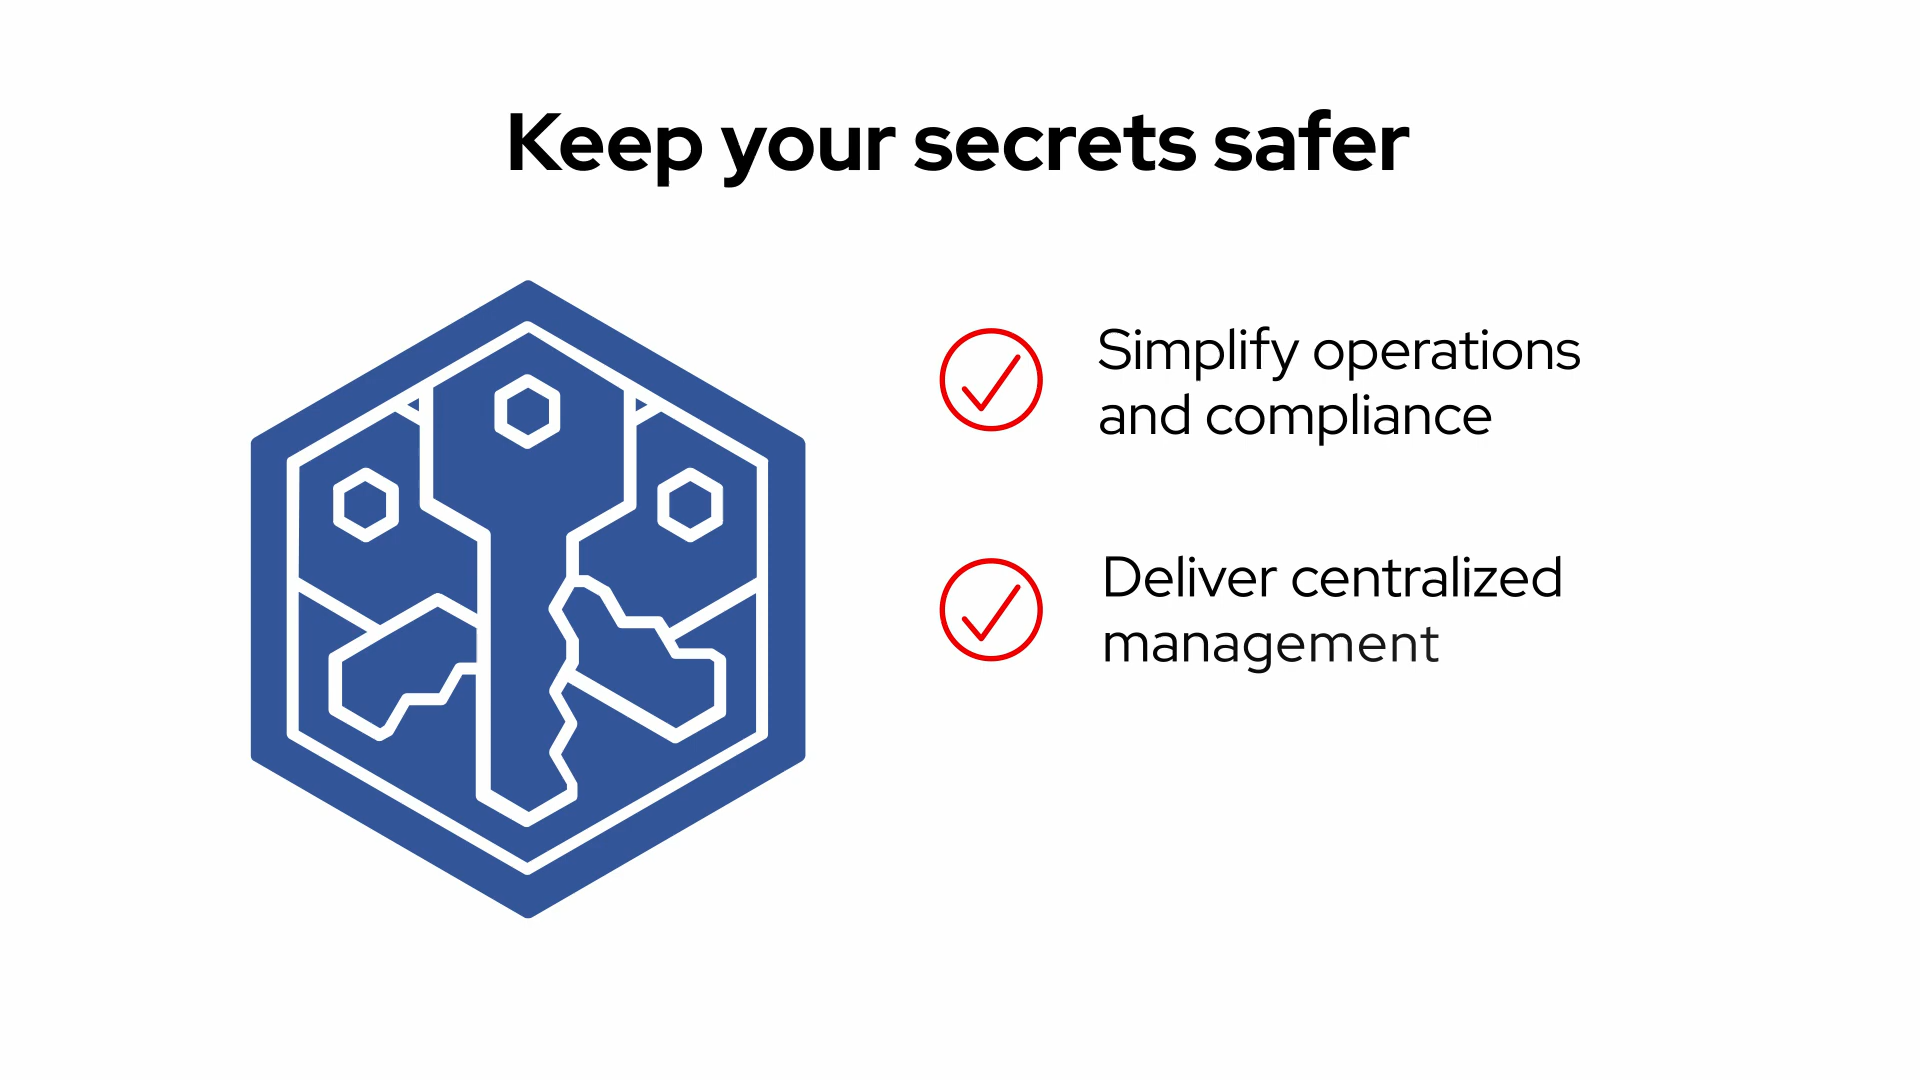 Keep your secrets safer
Simplify operations
and compliance
Deliver centralized
management